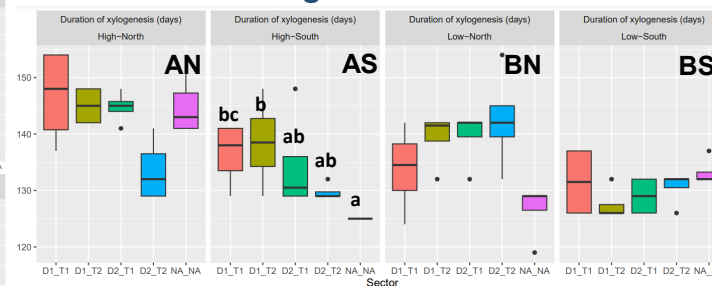 Duration of xylogenesis (days) Duration of xylogenesis (days) Duration of xylogenesis (days) Duration of xylogenesis (days)
High−North High−South Low−North Low−South
AN AS BN BS
150
bc b
140
ab
ab
130
a
120
D1_T1 D1_T2 D2_T1 D2_T2 NA_NA D1_T1 D1_T2 D2_T1 D2_T2 NA_NA D1_T1 D1_T2 D2_T1 D2_T2 NA_NA D1_T1 D1_T2 D2_T1 D2_T2 NA_
Sector